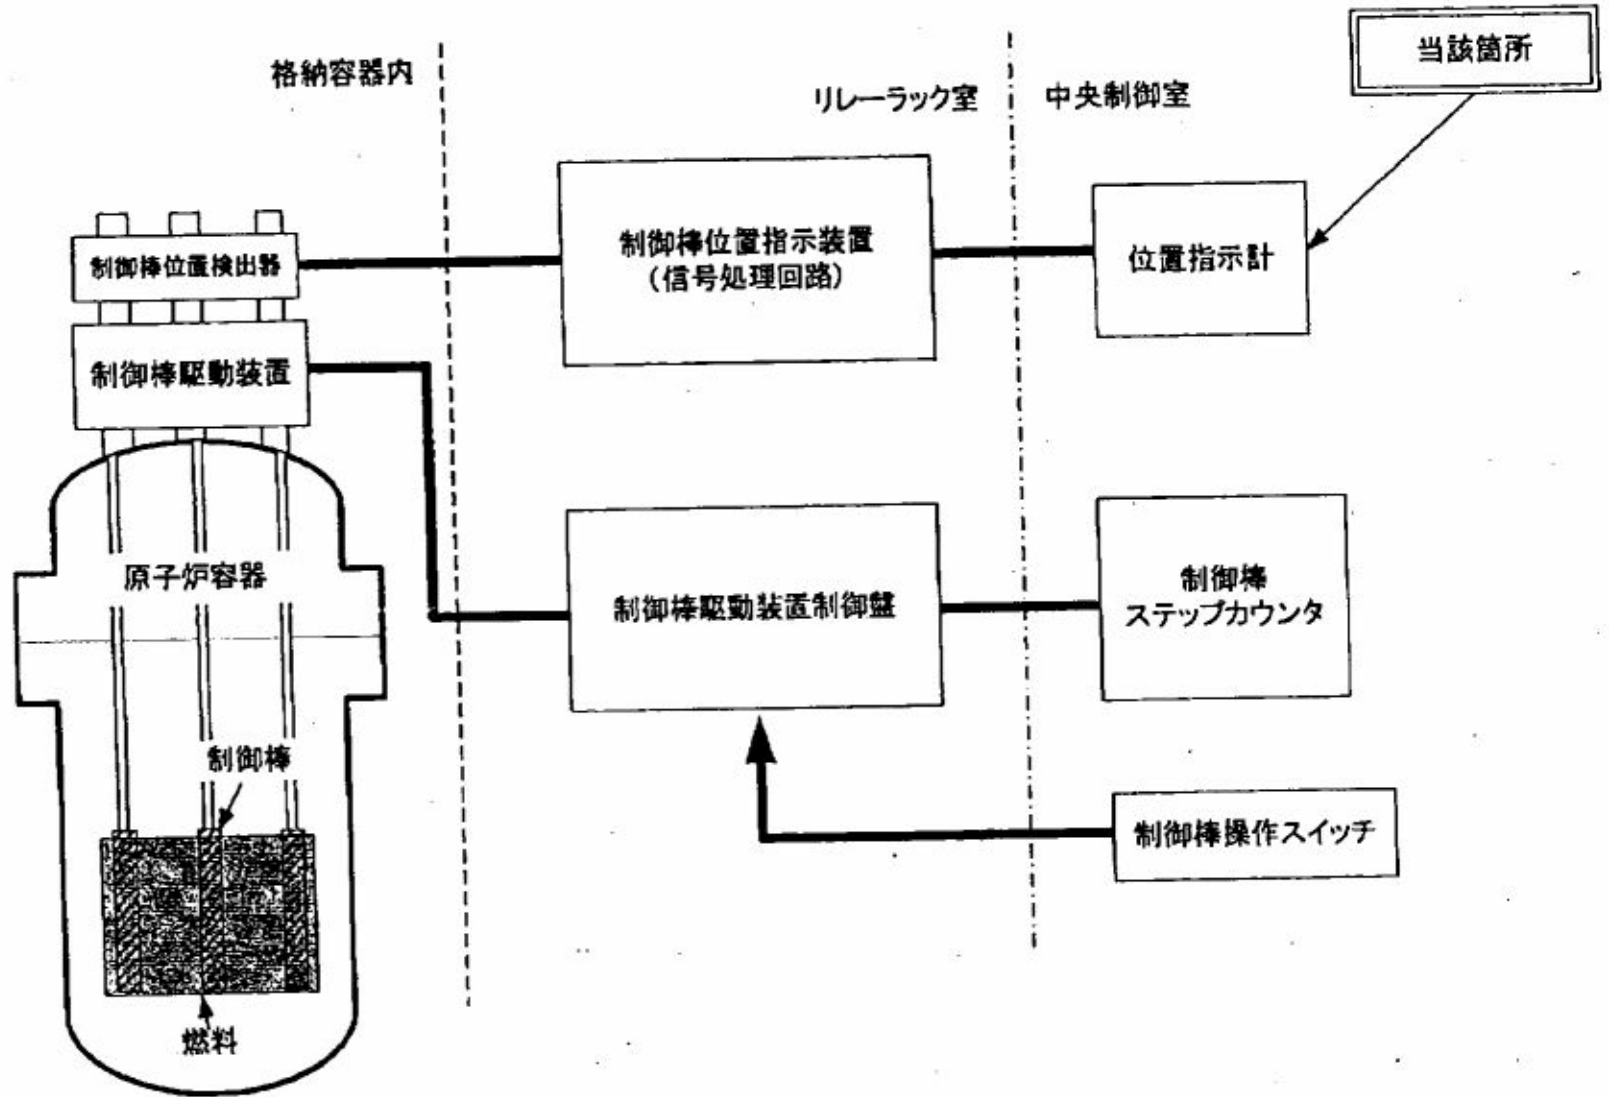 当該箇所
格納容器内
リレーラック室
中央制御室
制御棒位置検出器
制御棒位置指示装置
(信号処理回路)
位置指示計
制御棒駆動装置
原子炉容器
制御棒駆動装置制御盤
制御棒
ステップカウンタ
制御棒
制御棒操作スイッチ
燃料